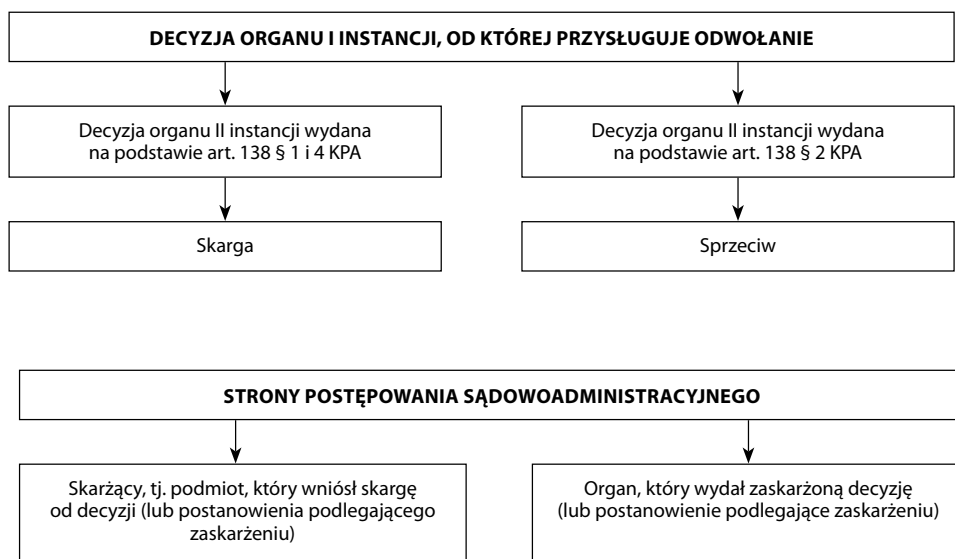 DECYZJA ORGANU I INSTANCJI, OD KTÓREJ PRZYSŁUGUJE ODWOŁANIE
Decyzja organu II instancji wydana
na podstawie art. 138 § 1 i 4 KPA
Decyzja organu II instancji wydana
na podstawie art. 138 § 2 KPA
Skarga
Sprzeciw
STRONY POSTĘPOWANIA SĄDOWOADMINISTRACYJNEGO
Skarżący, tj. podmiot, który wniósł skargę
od decyzji (lub postanowienia podlegającego
zaskarżeniu)
Organ, który wydał zaskarżoną decyzję
(lub postanowienie podlegające zaskarżeniu)